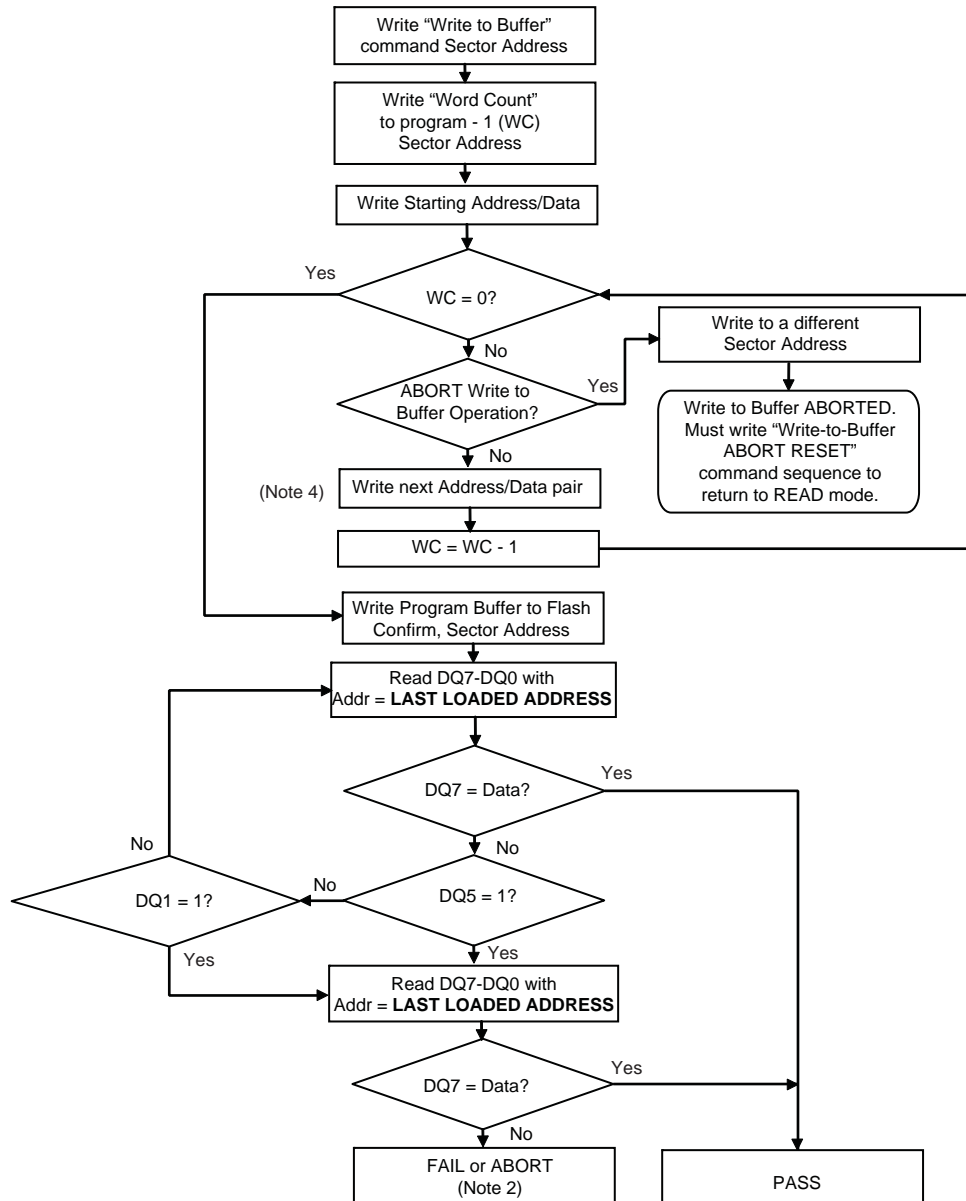 Write “Write to Buffer”
command Sector Address
Write “Word Count”
to program - 1 (WC)
Sector Address
Write Starting Address/Data
Yes
WC = 0?
No
Write to a different
Sector Address
ABORT Write to
Buffer Operation?
Yes
Write to Buffer ABORTED.
Must write “Write-to-Buffer
ABORT RESET”
command sequence to
return to READ mode.
No
(Note 4)
Write next Address/Data pair
WC = WC - 1
Write Program Buffer to Flash
Confirm, Sector Address
Read DQ7-DQ0 with
Addr = LAST LOADED ADDRESS
DQ7 = Data?
Yes
No
No
DQ1 = 1?
No
DQ5 = 1?
Yes
Yes
Read DQ7-DQ0 with
Addr = LAST LOADED ADDRESS
DQ7 = Data?
Yes
No
FAIL or ABORT
(Note 2)
PASS